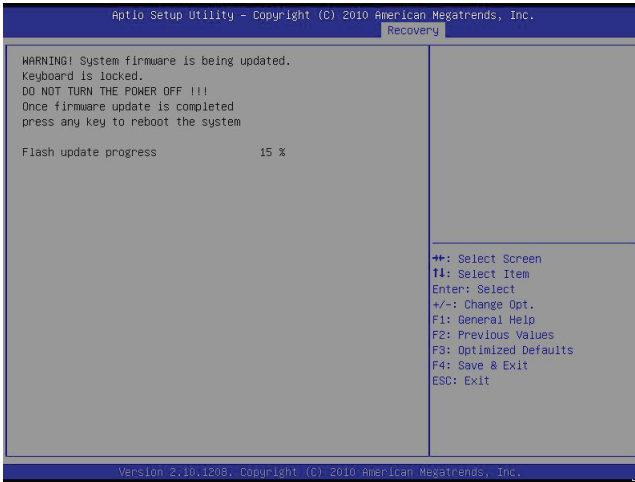 Aptio Setup Utility – Copyright (C) 2010 American Megatrends, Inc.
Recovery
WARNING! System firmware is being updated.
Keyboard is locked.
DO NOT TURN THE POWER OFF !!!
Once firmware update is completed
press any key to reboot the system
Flash update progress 15 %
→←: Select Screen
↑↓: Select Item
Enter: Select
+/-: Change Opt.
F1: General Help
F2: Previous Values
F3: Optimized Defaults
F4: Save & Exit
ESC: Exit
Version 2.10.1208. Copyright (C) 2010 American Megatrends, Inc.